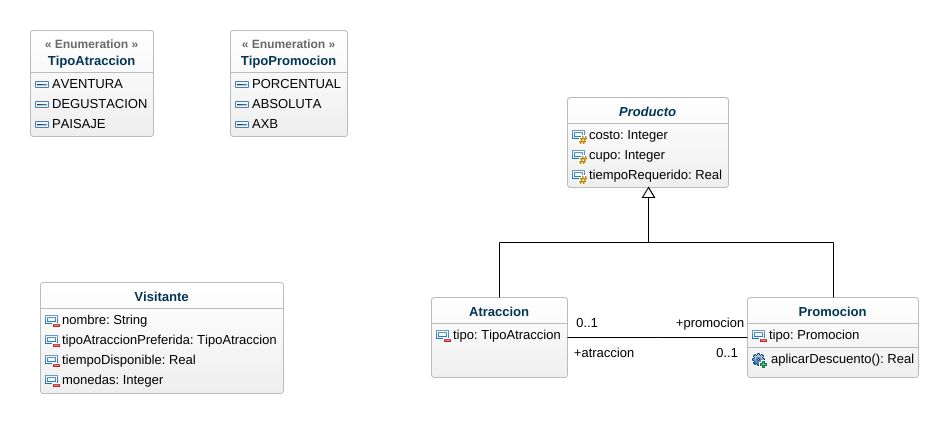 « Enumeration »
TipoAtraccion
AVENTURA
DEGUSTACION
PAISAJE
« Enumeration »
TipoPromocion
PORCENTUAL
ABSOLUTA
AXB
Producto
costo: Integer
cupo: Integer
tiempoRequerido: Real
Visitante
nombre: String
tipoAtraccionPreferida: TipoAtraccion
tiempoDisponible: Real
monedas: Integer
Atraccion
tipo: TipoAtraccion
0..1
+atraccion
+promocion
0..1
Promocion
tipo: Promocion
aplicarDescuento(): Real